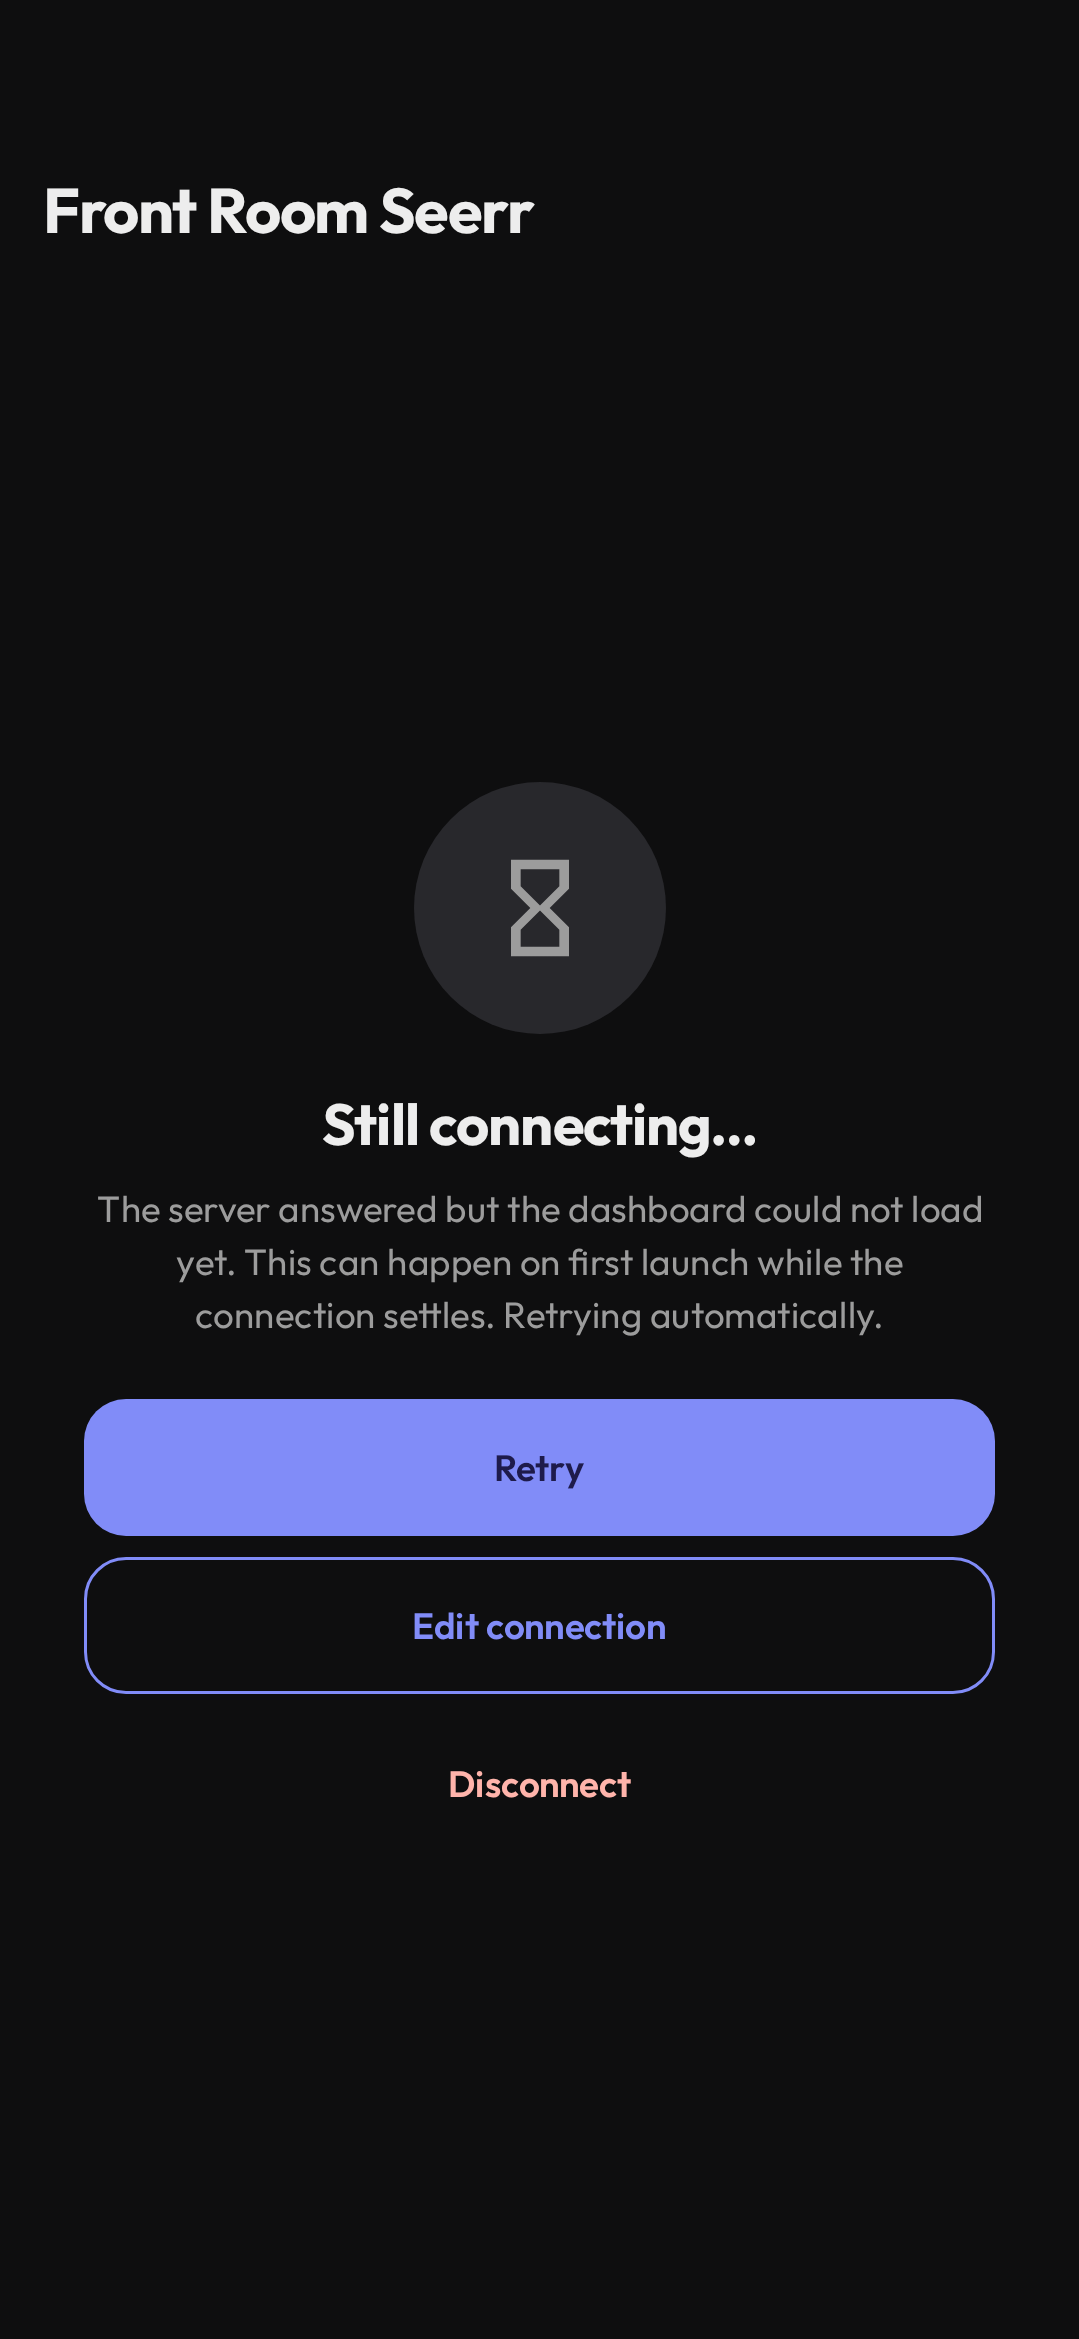 Front Room Seerr
Still connecting...
The server answered but the dashboard could not load
yet. This can happen on first launch while the
connection settles. Retrying automatically.
Retry
Edit connection
Disconnect